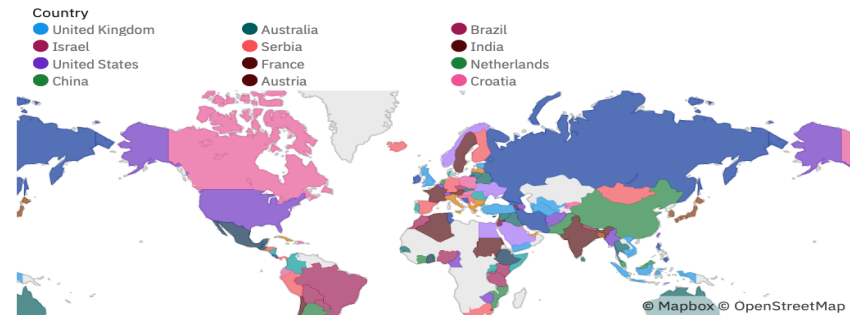 Country
United Kingdom
Israel
United States
China
Australia
Serbia
France
Austria
Brazil
India
Netherlands
Croatia
© Mapbox © OpenStreetMap